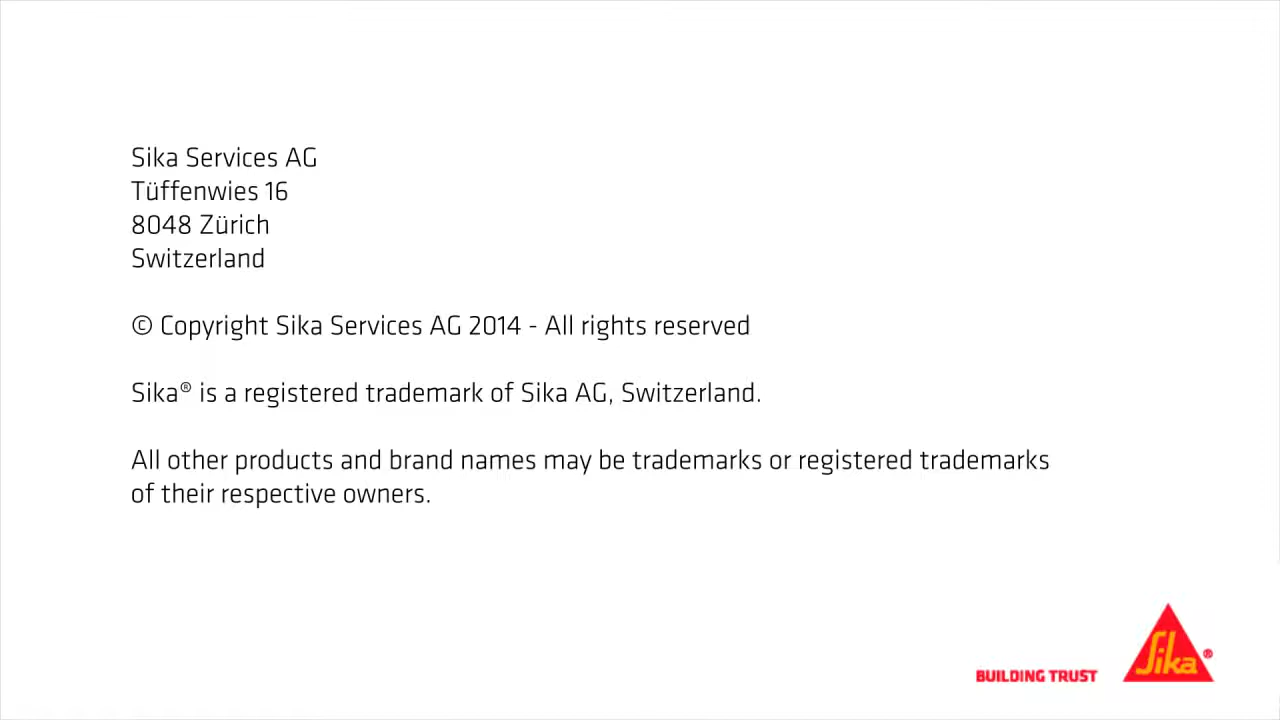 Sika Services AG
Tüffenwies 16
8048 Zürich
Switzerland
© Copyright Sika Services AG 2014 - All rights reserved
Sika® is a registered trademark of Sika AG, Switzerland.
All other products and brand names may be trademarks or registered trademarks
of their respective owners.
BUILDING TRUST
Sika®